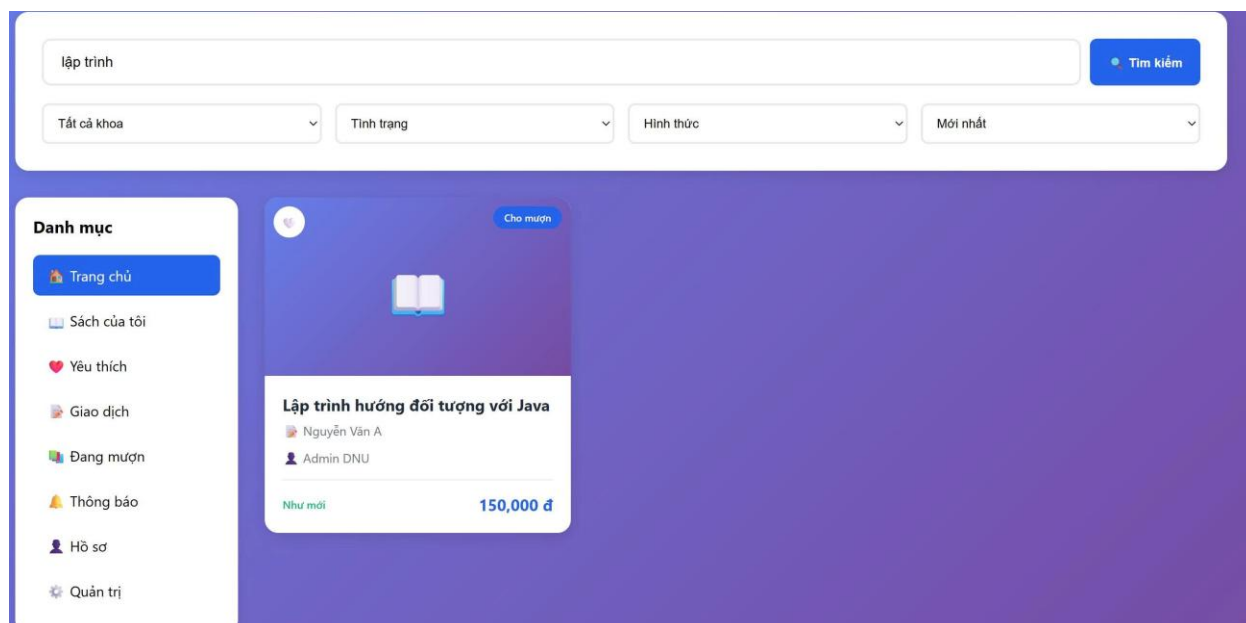 lập trình
Tìm kiếm
Tất cả khoa
Tình trạng
Hình thức
Mới nhất
Danh mục
Trang chủ
Sách của tôi
Yêu thích
Giao dịch
Đang mượn
Thông báo
Hồ sơ
Quản trị
Cho mượn
Lập trình hướng đối tượng với Java
Nguyễn Văn A
Admin DNU
Như mới
150,000 đ